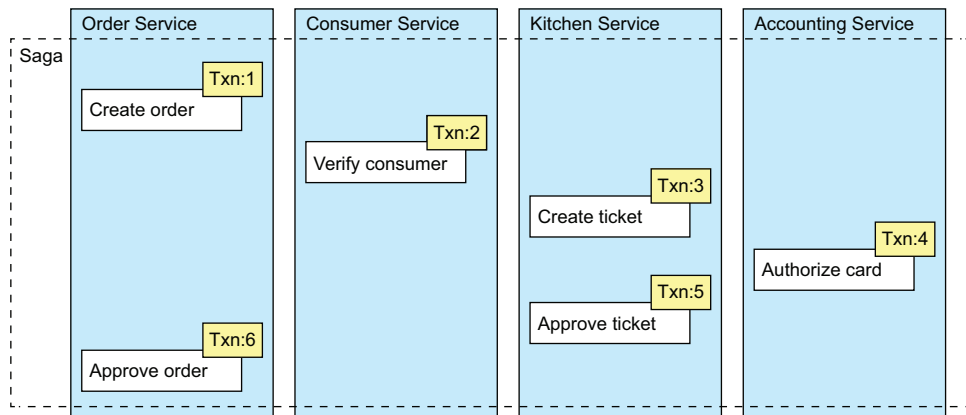 Order Service
Consumer Service
Kitchen Service
Accounting Service
Saga
Txn:1
Create order
Txn:2
Verify consumer
Txn:3
Create ticket
Txn:4
Authorize card
Txn:5
Approve ticket
Txn:6
Approve order